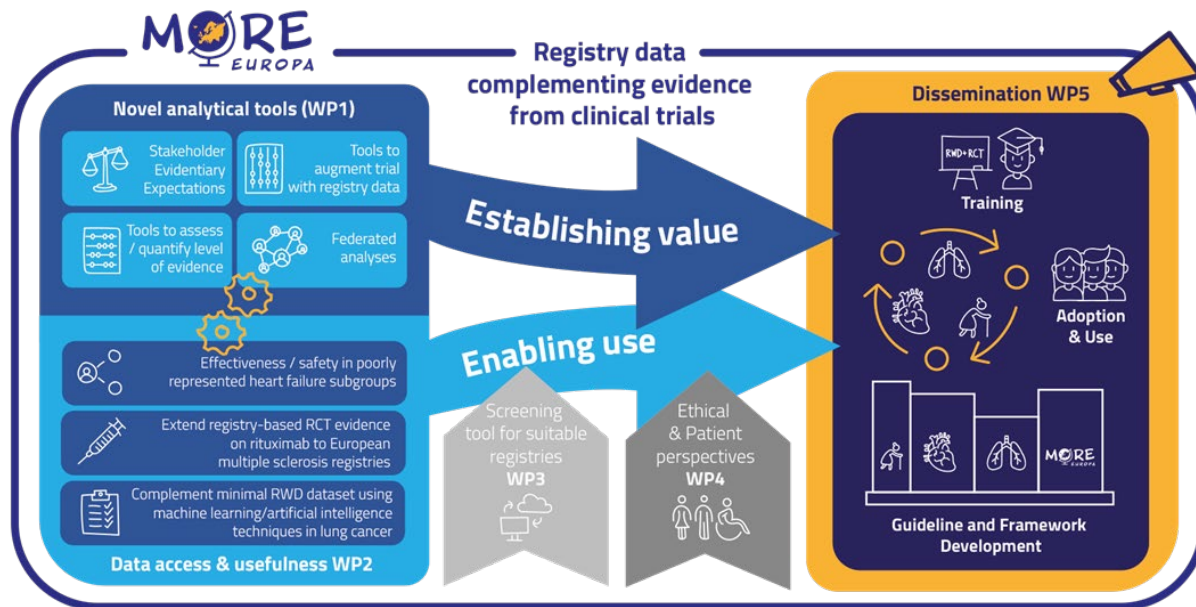 MORE
EUROPA
Registry data
complementing evidence
from clinical trials
Novel analytical tools (WP1)
Stakeholder
Evidentiary
Expectations
Tools to
augment trial
with registry data
Tools to assess
/ quantify level
of evidence
Federated
analyses
Effectiveness / safety in poorly
represented heart failure subgroups
Extend registry-based RCT evidence
on rituximab to European
multiple sclerosis registries
Complement minimal RWD dataset using
machine learning/artificial intelligence
techniques in lung cancer
Data access & usefulness WP2
Establishing value
Enabling use
Screening
tool for suitable
registries
WP3
Ethical
& Patient
perspectives
WP4
Dissemination WP5
RWD+RCT
Training
Adoption
& Use
MORE
EUROPA
Guideline and Framework
Development